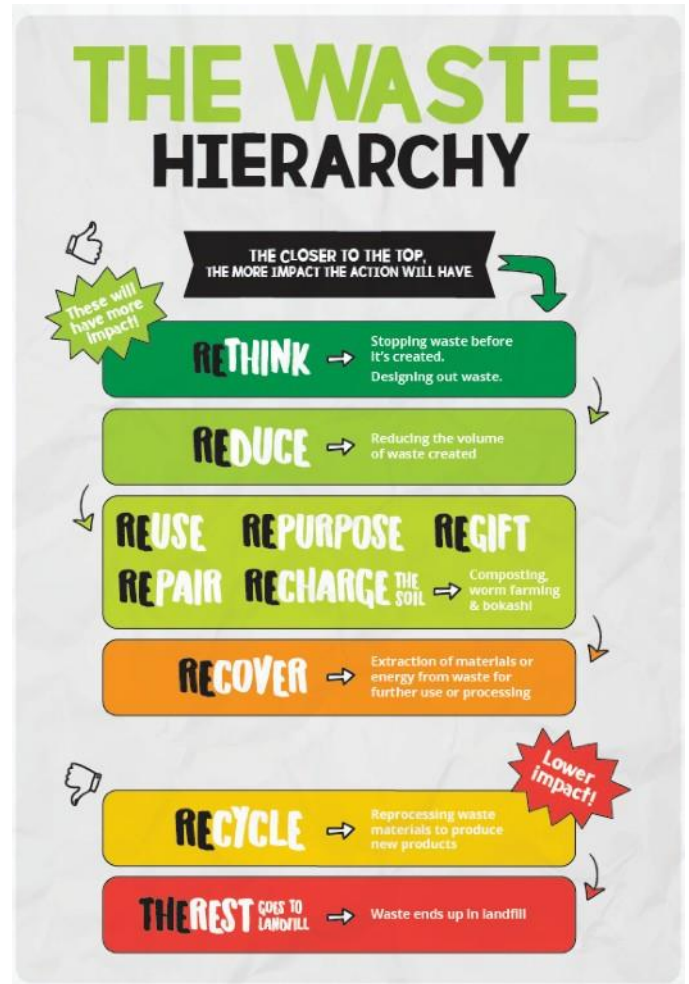 THE WASTE
HIERARCHY
THE CLOSER TO THE TOP,
THE MORE IMPACT THE ACTION WILL HAVE
These will
have more
impact!
RETHINK
Stopping waste before
it's created.
Designing out waste.
REDUCE
Reducing the volume
of waste created
REUSE REPURPOSE REGIFT
REPAIR RECHARGE THE SOIL
Composting,
worm farming
& bokashi
RECOVER
Extraction of materials or
energy from waste for
further use or processing
Lower
impact!
RECYCLE
Reprocessing waste
materials to produce
new products
THE REST GOES TO LANDFILL
Waste ends up in landfill